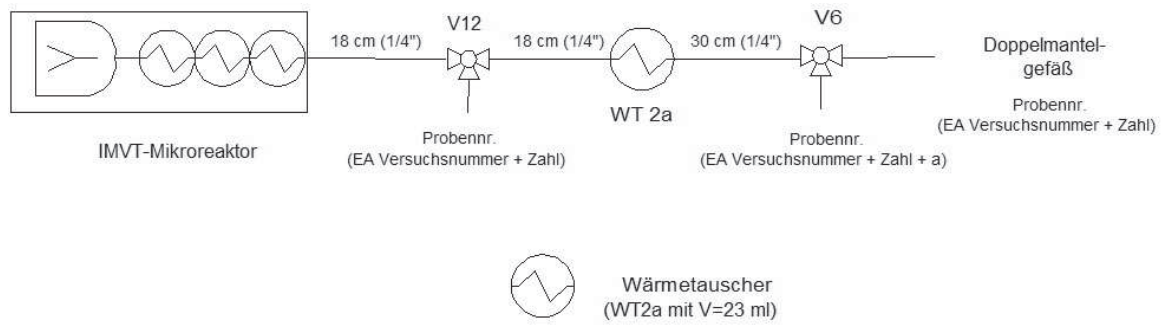 18 cm (1/4")
V12
18 cm (1/4")
30 cm (1/4")
V6
Doppelmantel-
gefäß
WT 2a
IMVT-Mikroreaktor
Probennr.
(EA Versuchsnummer + Zahl)
Probennr.
(EA Versuchsnummer + Zahl + a)
Probennr.
(EA Versuchsnummer + Zahl)
Wärmetauscher
(WT2a mit V=23 ml)